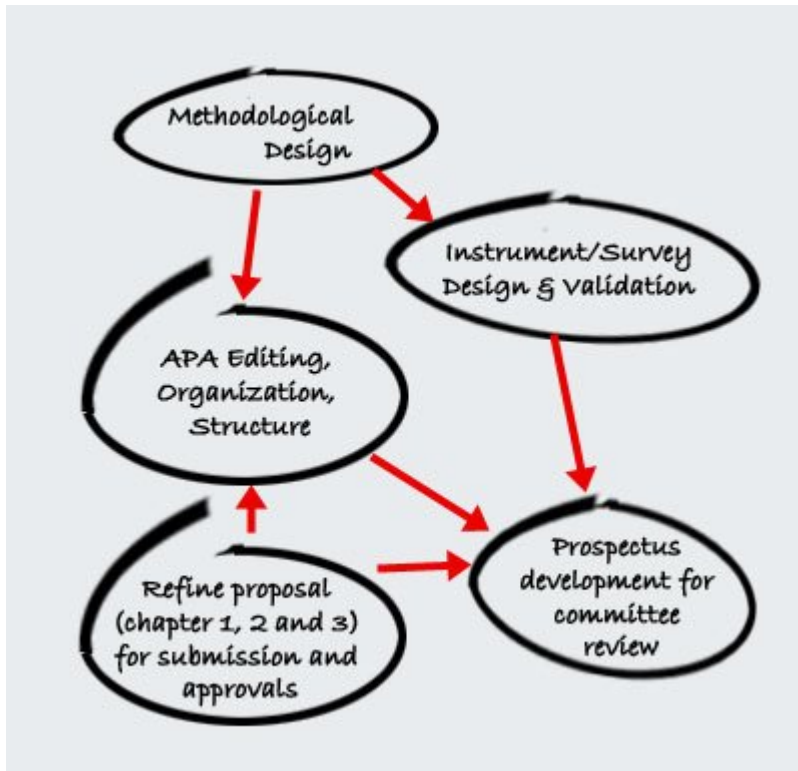 Methodological
Design
Instrument/Survey
Design & Validation
APA Editing,
Organization,
Structure
Refine proposal
(chapter 1, 2 and 3)
for submission and
approvals
Prospectus
development for
committee
review